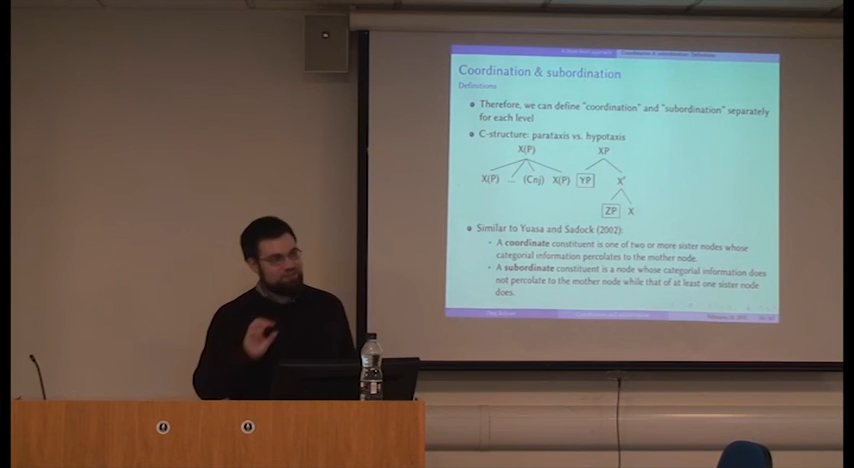 Coordination & subordination
Definitions
Therefore, we can define "coordination" and "subordination" separately
for each level
C-structure: parataxis vs. hypotaxis
X(P) XP
X(P) ... (Cnj) X(P) YP X'
ZP X
Similar to Yuasa and Sadock (2002):
- A coordinate constituent is one of two or more sister nodes whose
categorial information percolates to the mother node.
- A subordinate constituent is a node whose categorial information does
not percolate to the mother node while that of at least one sister node
does.